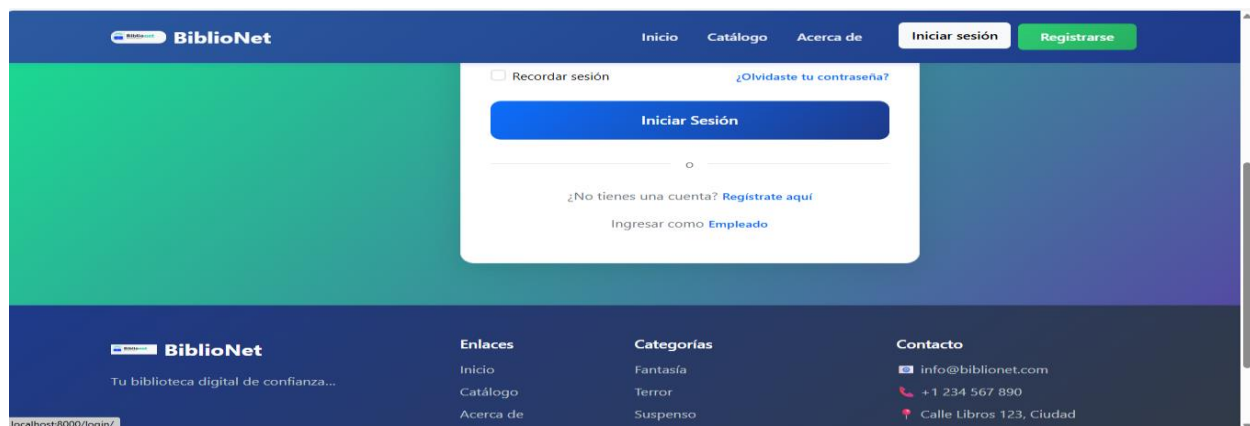 BiblioNet Inicio Catálogo Acerca de Iniciar sesión Registrarse
Recordar sesión ¿Olvidaste tu contraseña?
Iniciar Sesión
o
¿No tienes una cuenta? Regístrate aquí
Ingresar como Empleado
BiblioNet
Tu biblioteca digital de confianza...
Enlaces
Inicio
Catálogo
Acerca de
Categorías
Fantasía
Terror
Suspenso
Contacto
info@biblionet.com
+1 234 567 890
Calle Libros 123, Ciudad
localhost:8000/login/